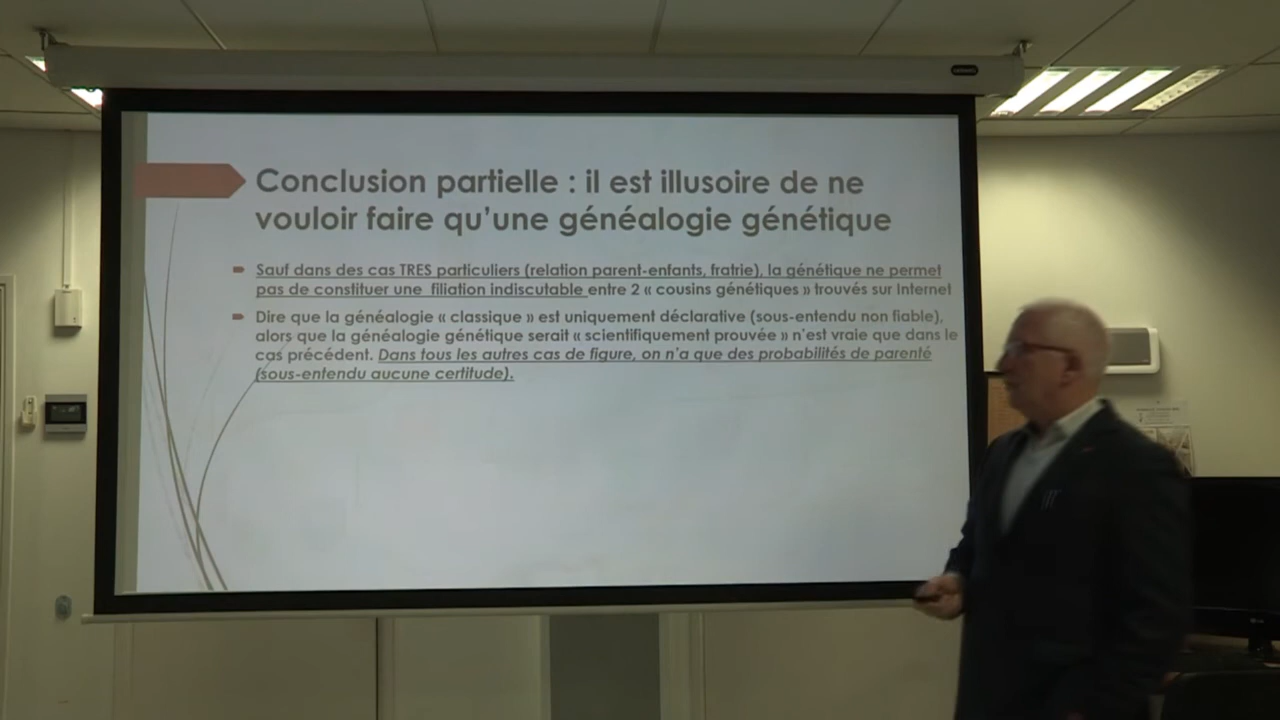 Conclusion partielle : il est illusoire de ne
vouloir faire qu'une généalogie génétique
Sauf dans des cas TRES particuliers (relation parent-enfants, fratrie), la génétique ne permet
pas de constituer une filiation indiscutable entre 2 « cousins génétiques » trouvés sur Internet
Dire que la généalogie « classique » est uniquement déclarative (sous-entendu non fiable),
alors que la généalogie génétique serait « scientifiquement prouvée » n'est vraie que dans le
cas précédent. Dans tous les autres cas de figure, on n'a que des probabilités de parenté
(sous-entendu aucune certitude).